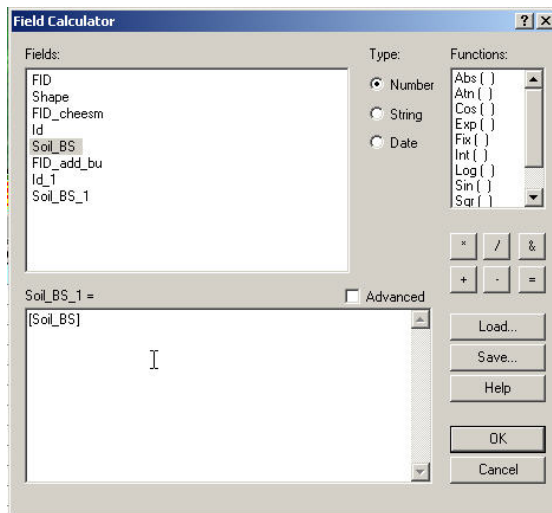 Field Calculator
Fields:
FID
Shape
FID_cheesm
Id
Soil_BS
FID_add_bu
Id_1
Soil_BS_1
Type:
Number
String
Date
Functions:
Abs ( )
Atn ( )
Cos ( )
Exp ( )
Fix ( )
Int ( )
Log ( )
Sin ( )
Sqr ( )
* / &
+ - =
Soil_BS_1 =
Advanced
[Soil_BS]
Load...
Save...
Help
OK
Cancel